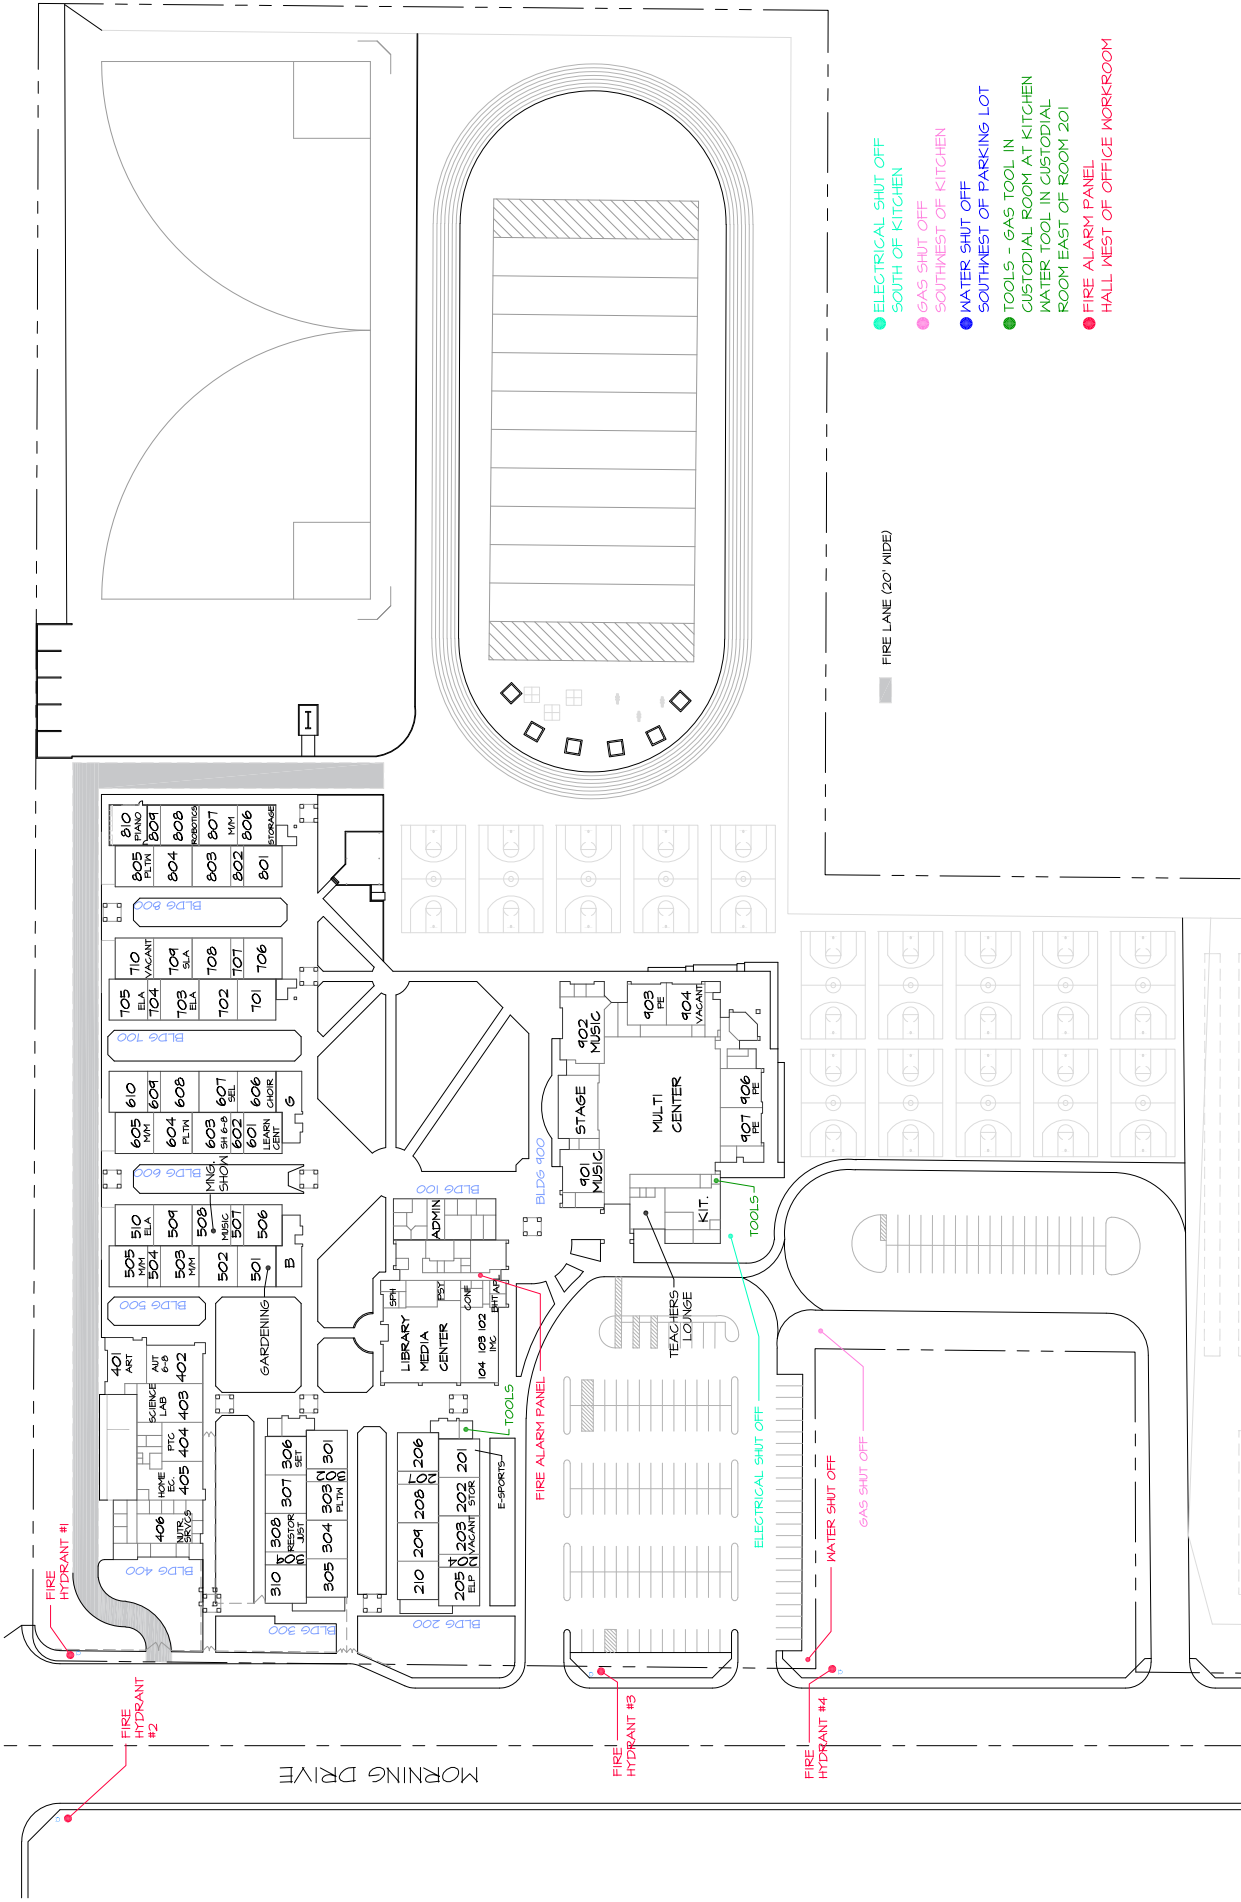 ELECTRICAL SHUT OFF
SOUTH OF KITCHEN
GAS SHUT OFF
SOUTHWEST OF KITCHEN
WATER SHUT OFF
SOUTHWEST OF PARKING LOT
TOOLS - GAS TOOL IN
CUSTODIAL ROOM AT KITCHEN
WATER TOOL IN CUSTODIAL
ROOM EAST OF ROOM 201
FIRE ALARM PANEL
HALL WEST OF OFFICE WORKROOM
FIRE LANE (20' WIDE)
810
PIANO
809
808
ROBOTICS
807
M/M
806
STORAGE
805
PLTW
804
803
802
801
BLDG 800
710
VACANT
709
SLA
708
707
706
705
ELA
704
703
ELA
702
701
BLDG 700
610
609
608
607
SEL
606
CHOIR
G
605
M/M
604
PLTW
603
SH 6-8
602
601
LEARN
CENT
BLDG 600
MNG.
SHOW
510
ELA
509
508
MUSIC
507
506
505
M/M
504
503
M/M
502
501
B
BLDG 500
GARDENING
401
ART
AUT
6-8
402
SCIENCE
LAB
403
PTC
404
HOME
EC.
405
406
NUTR
SRVCS
BLDG 400
306
SET
307
308
RESTOR
JUST
309
310
301
302
303
PLTW
304
305
BLDG 300
206
207
208
209
210
201
202
STOR
203
VACANT
204
205
ELP
BLDG 200
E-SPORTS
TOOLS
BLDG 100
ADMIN
SPH
PSY
CONF
BHT
AP
LIBRARY
MEDIA
CENTER
104
103
102
IMC
FIRE ALARM PANEL
BLDG 900
902
MUSIC
903
PE
904
VACANT
STAGE
MULTI
CENTER
906
PE
907
PE
901
MUSIC
KIT.
TOOLS
TEACHERS
LOUNGE
ELECTRICAL SHUT OFF
GAS SHUT OFF
WATER SHUT OFF
FIRE
HYDRANT #1
FIRE
HYDRANT
#2
FIRE
HYDRANT #3
FIRE
HYDRANT #4
MORNING DRIVE